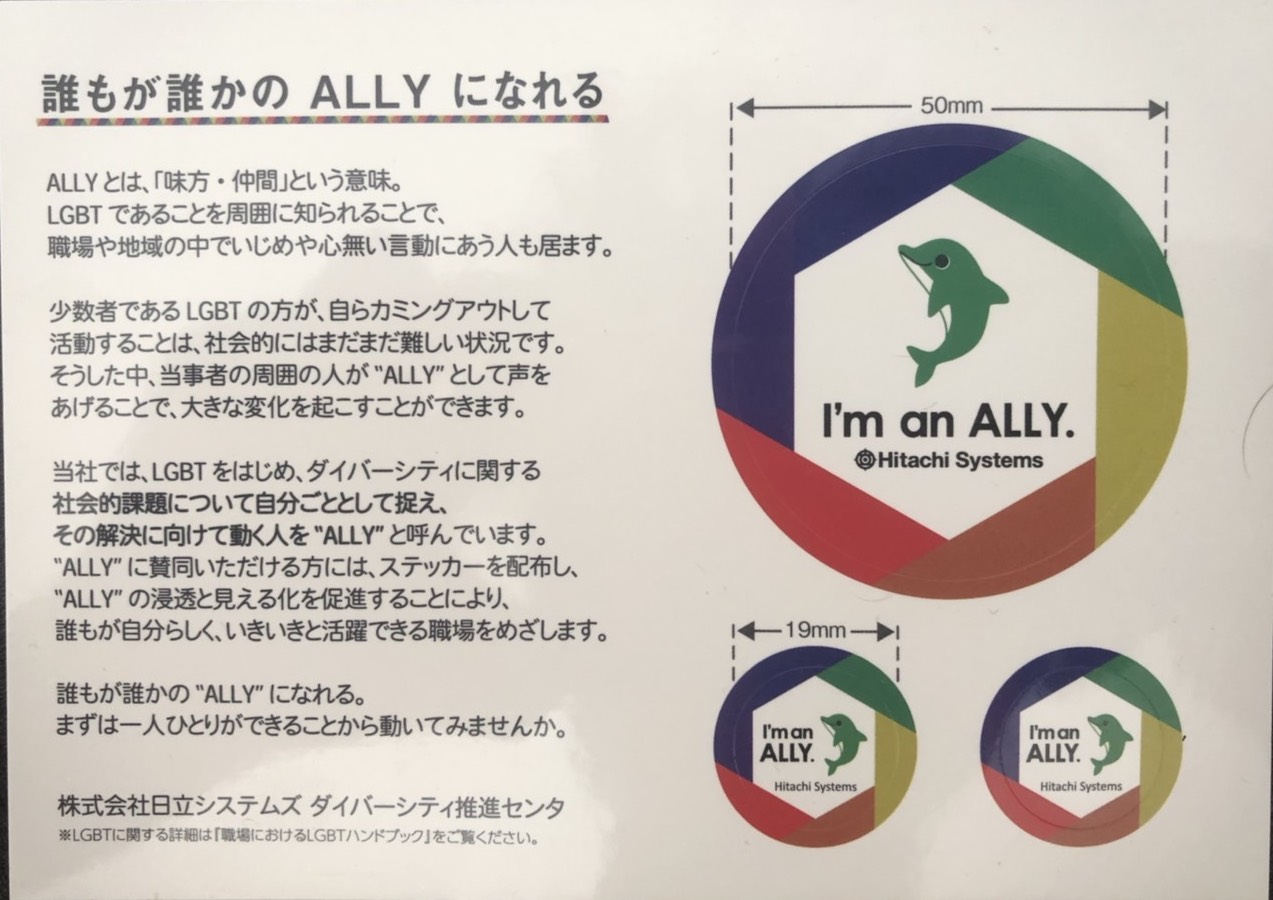 誰もが誰かの ALLY になれる
ALLYとは、「味方・仲間」という意味。
LGBTであることを周囲に知られることで、
職場や地域の中でいじめや心無い言動にあう人も居ます。
少数者であるLGBTの方が、自らカミングアウトして
活動することは、社会的にはまだまだ難しい状況です。
そうした中、当事者の周囲の人が“ALLY”として声を
あげることで、大きな変化を起こすことができます。
当社では、LGBTをはじめ、ダイバーシティに関する
社会的課題について自分ごととして捉え、
その解決に向けて動く人を“ALLY”と呼んでいます。
“ALLY”に賛同いただける方には、ステッカーを配布し、
“ALLY”の浸透と見える化を促進することにより、
誰もが自分らしく、いきいきと活躍できる職場をめざします。
誰もが誰かの“ALLY”になれる。
まずは一人ひとりができることから動いてみませんか。
株式会社日立システムズ ダイバーシティ推進センタ
※LGBTに関する詳細は『職場におけるLGBTハンドブック』をご覧ください。
50mm
I'm an ALLY.
Hitachi Systems
19mm
I'm an
ALLY.
Hitachi Systems
I'm an
ALLY.
Hitachi Systems